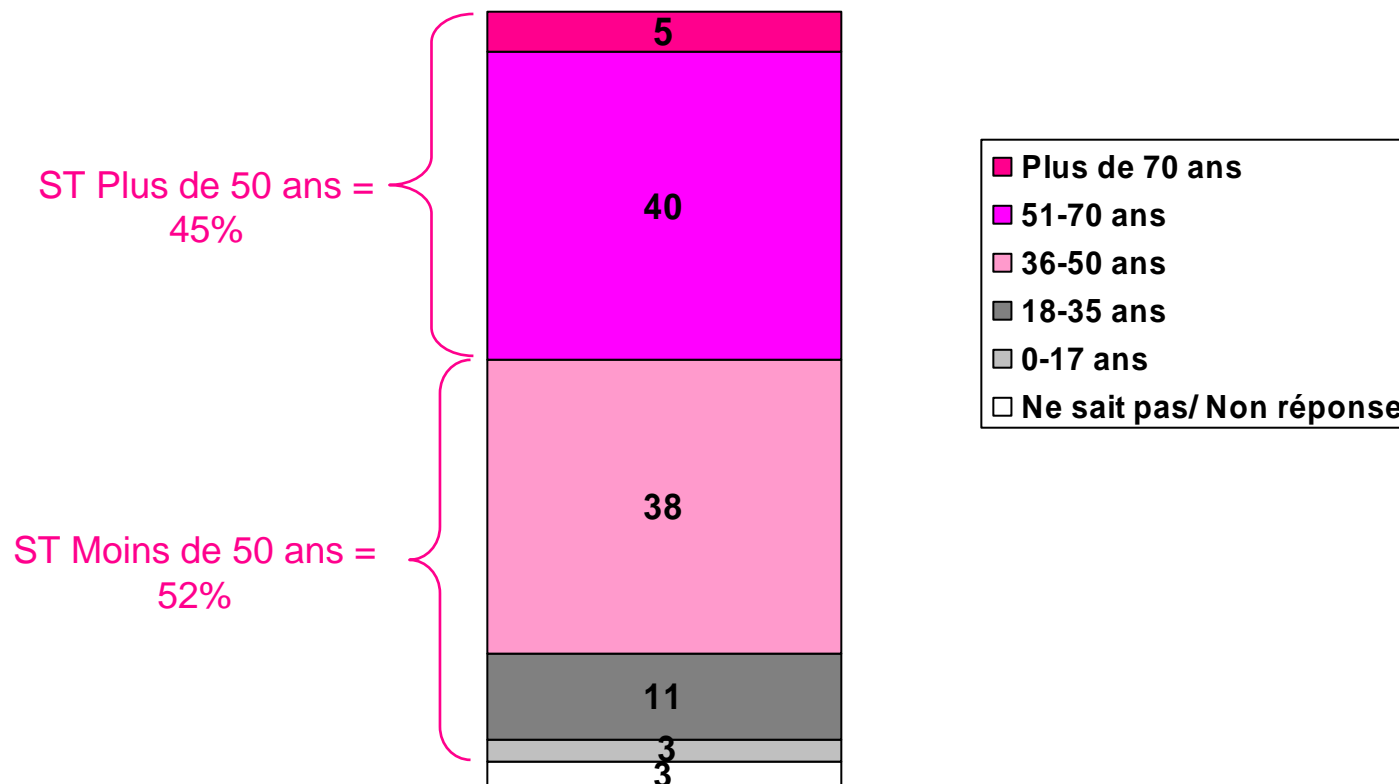 5
ST Plus de 50 ans =
45%
40
38
ST Moins de 50 ans =
52%
11
3
3
Plus de 70 ans
51-70 ans
36-50 ans
18-35 ans
0-17 ans
Ne sait pas/ Non réponse